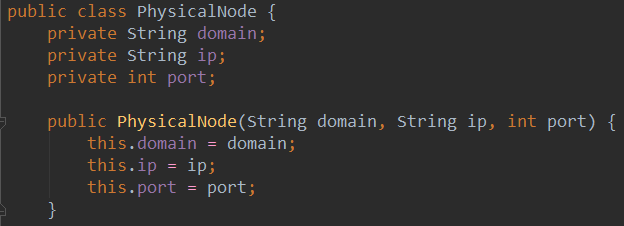 public class PhysicalNode {
    private String domain;
    private String ip;
    private int port;

    public PhysicalNode(String domain, String ip, int port) {
        this.domain = domain;
        this.ip = ip;
        this.port = port;
    }